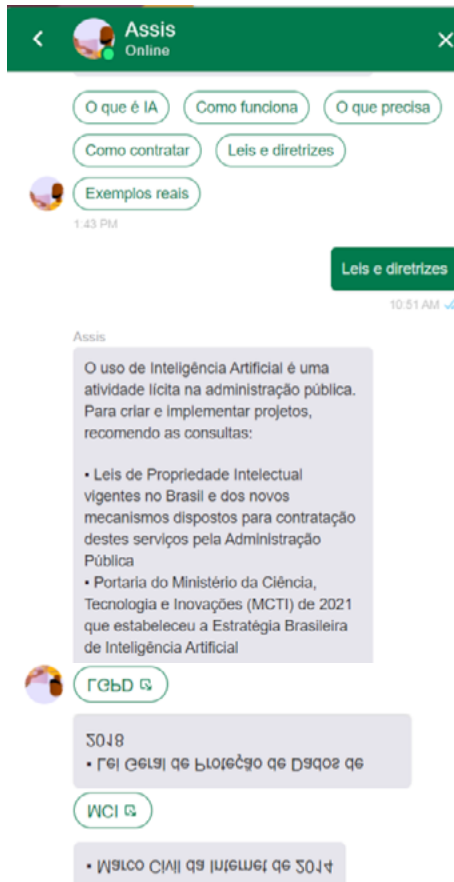 Assis
Online
O que é IA
Como funciona
O que precisa
Como contratar
Leis e diretrizes
Exemplos reais
1:43 PM
Leis e diretrizes
10:51 AM
Assis
O uso de Inteligência Artificial é uma
atividade lícita na administração pública.
Para criar e implementar projetos,
recomendo as consultas:
• Leis de Propriedade Intelectual
vigentes no Brasil e dos novos
mecanismos dispostos para contratação
destes serviços pela Administração
Pública
• Portaria do Ministério da Ciência,
Tecnologia e Inovações (MCTI) de 2021
que estabeleceu a Estratégia Brasileira
de Inteligência Artificial
• Marco Civil da Internet de 2014
MCI
• Lei Geral de Proteção de Dados de
2018
LGPD